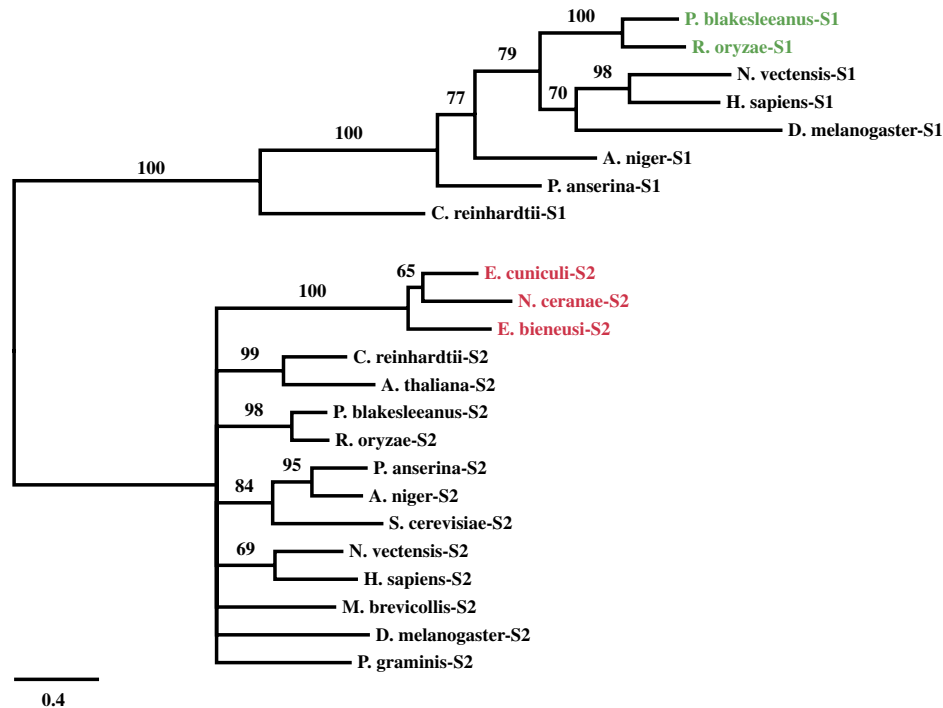 100
P. blakesleeanus-S1
R. oryzae-S1
79
98
N. vectensis-S1
70
H. sapiens-S1
77
D. melanogaster-S1
100
A. niger-S1
100
P. anserina-S1
C. reinhardtii-S1
65
E. cuniculi-S2
100
N. ceranae-S2
E. bieneusi-S2
99
C. reinhardtii-S2
A. thaliana-S2
98
P. blakesleeanus-S2
R. oryzae-S2
95
P. anserina-S2
84
A. niger-S2
S. cerevisiae-S2
69
N. vectensis-S2
H. sapiens-S2
M. brevicollis-S2
D. melanogaster-S2
P. graminis-S2
0.4